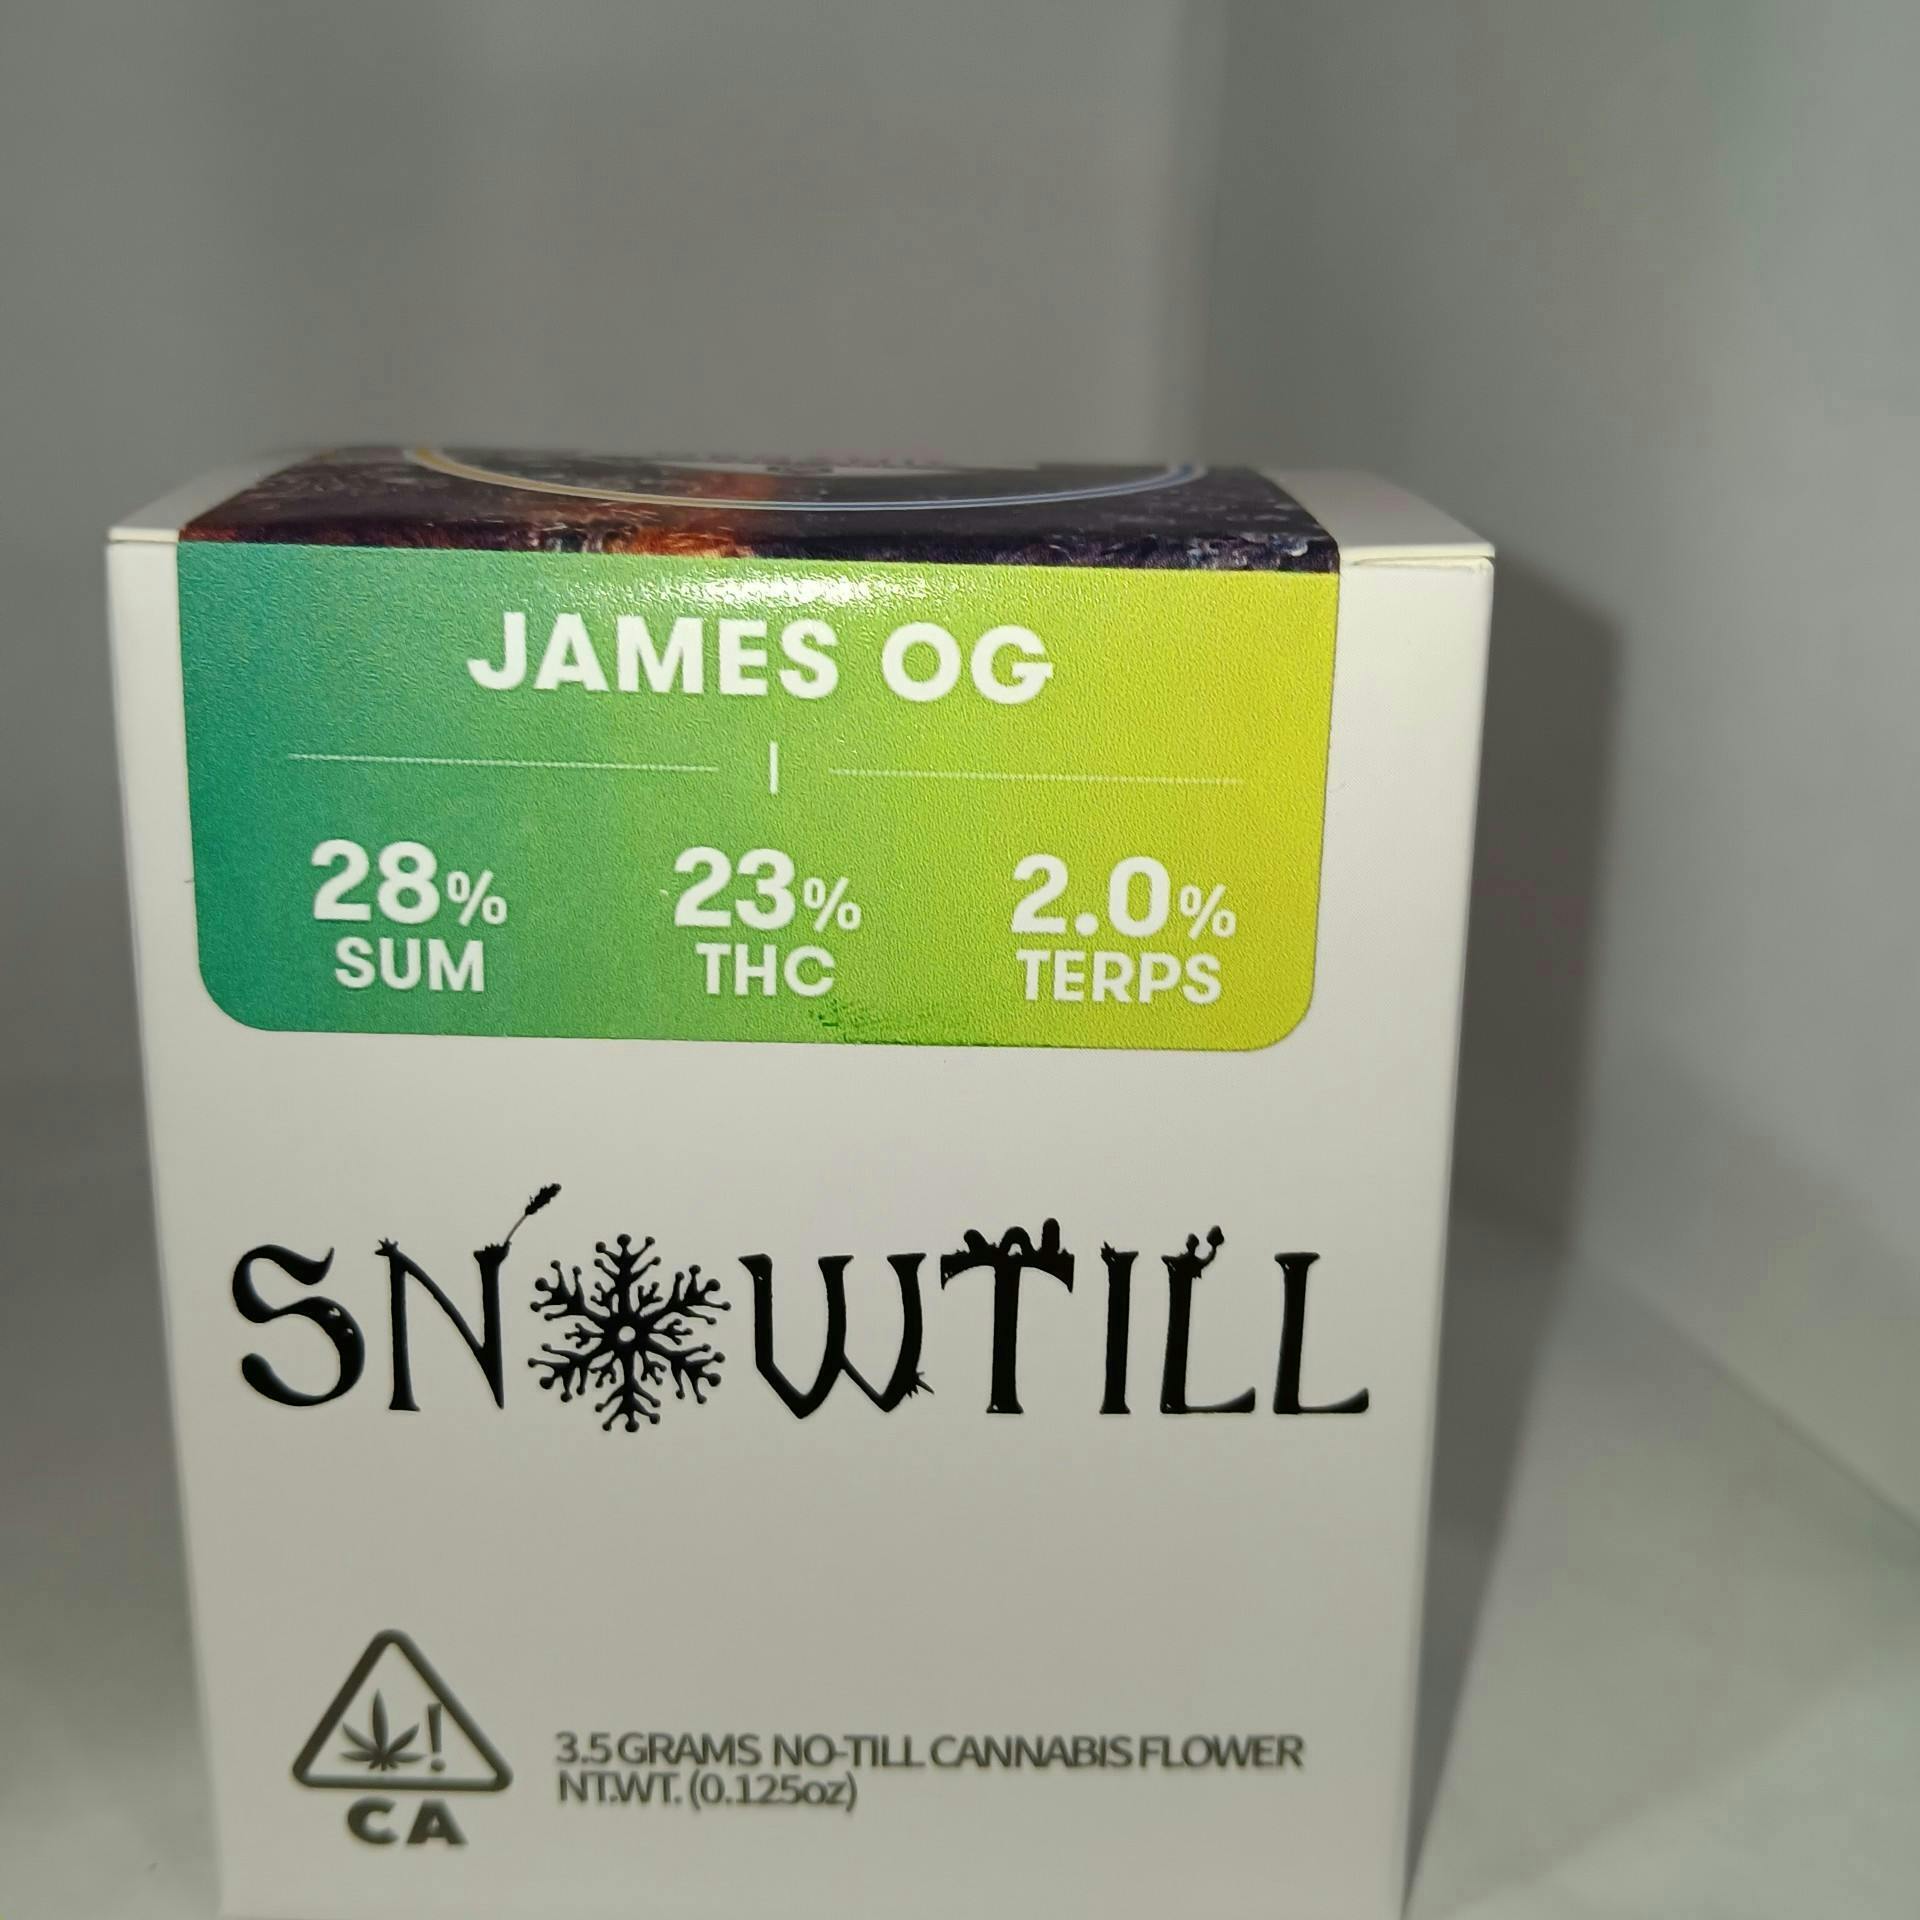 JAMES OG
28% 23% 2.0%
SUM THC TERPS
SNOWTILL
CA
3.5 GRAMS NO-TILL CANNABIS FLOWER
NT.WT. (0.125oz)